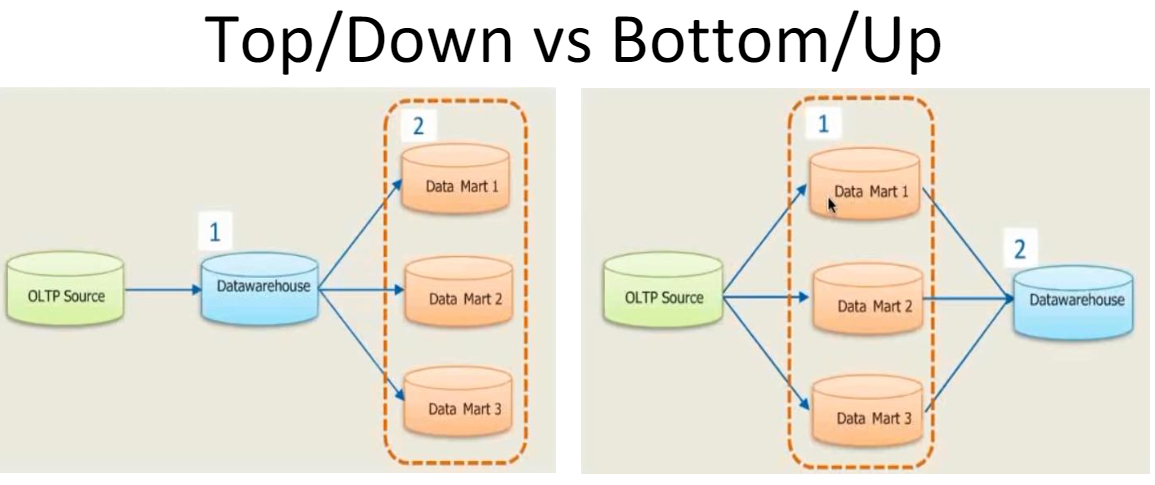 Top/Down vs Bottom/Up
2
Data Mart 1
1
OLTP Source
Datawarehouse
Data Mart 2
Data Mart 3
1
Data Mart 1
2
OLTP Source
Data Mart 2
Datawarehouse
Data Mart 3